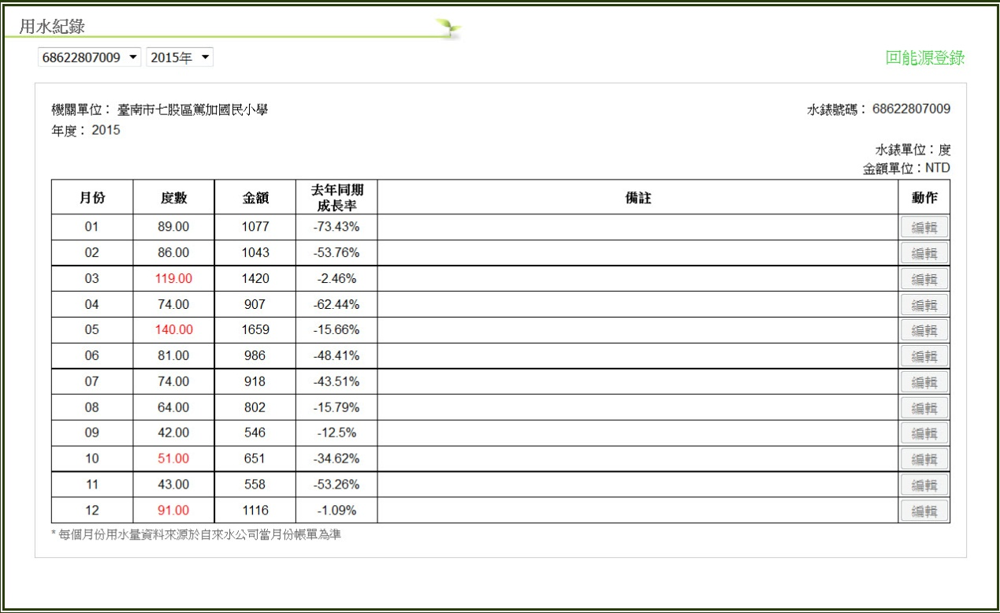 用水紀錄
68622807009 2015年 回能源登錄
機關單位： 臺南市七股區篤加國民小學 水錶號碼： 68622807009
年度： 2015
水錶單位：度
金額單位：NTD
月份 度數 金額 去年同期成長率 備註 動作
01 89.00 1077 -73.43% 編輯
02 86.00 1043 -53.76% 編輯
03 119.00 1420 -2.46% 編輯
04 74.00 907 -62.44% 編輯
05 140.00 1659 -15.66% 編輯
06 81.00 986 -48.41% 編輯
07 74.00 918 -43.51% 編輯
08 64.00 802 -15.79% 編輯
09 42.00 546 -12.5% 編輯
10 51.00 651 -34.62% 編輯
11 43.00 558 -53.26% 編輯
12 91.00 1116 -1.09% 編輯
* 每個月份用水量資料來源於自來水公司當月份帳單為準